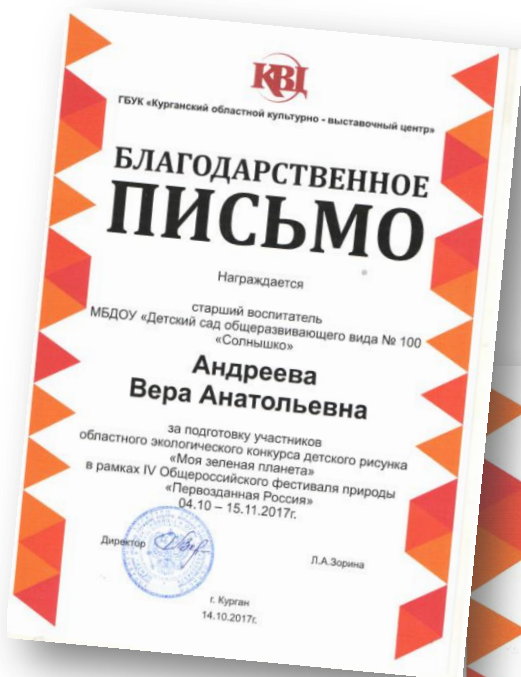 КВЦ
ГБУК «Курганский областной культурно - выставочный центр»
БЛАГОДАРСТВЕННОЕ
ПИСЬМО
Награждается
старший воспитатель
МБДОУ «Детский сад общеразвивающего вида № 100
«Солнышко»
Андреева
Вера Анатольевна
за подготовку участников
областного экологического конкурса детского рисунка
«Моя зеленая планета»
в рамках IV Общероссийского фестиваля природы
«Первозданная Россия»
04.10 – 15.11.2017г.
Директор
Л.А.Зорина
г. Курган
14.10.2017г.